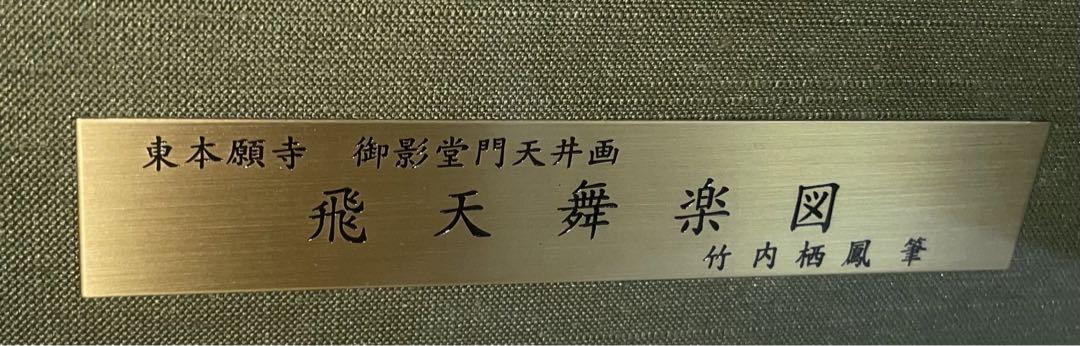 東本願寺　御影堂門天井画
飛天舞楽図
竹内栖鳳筆